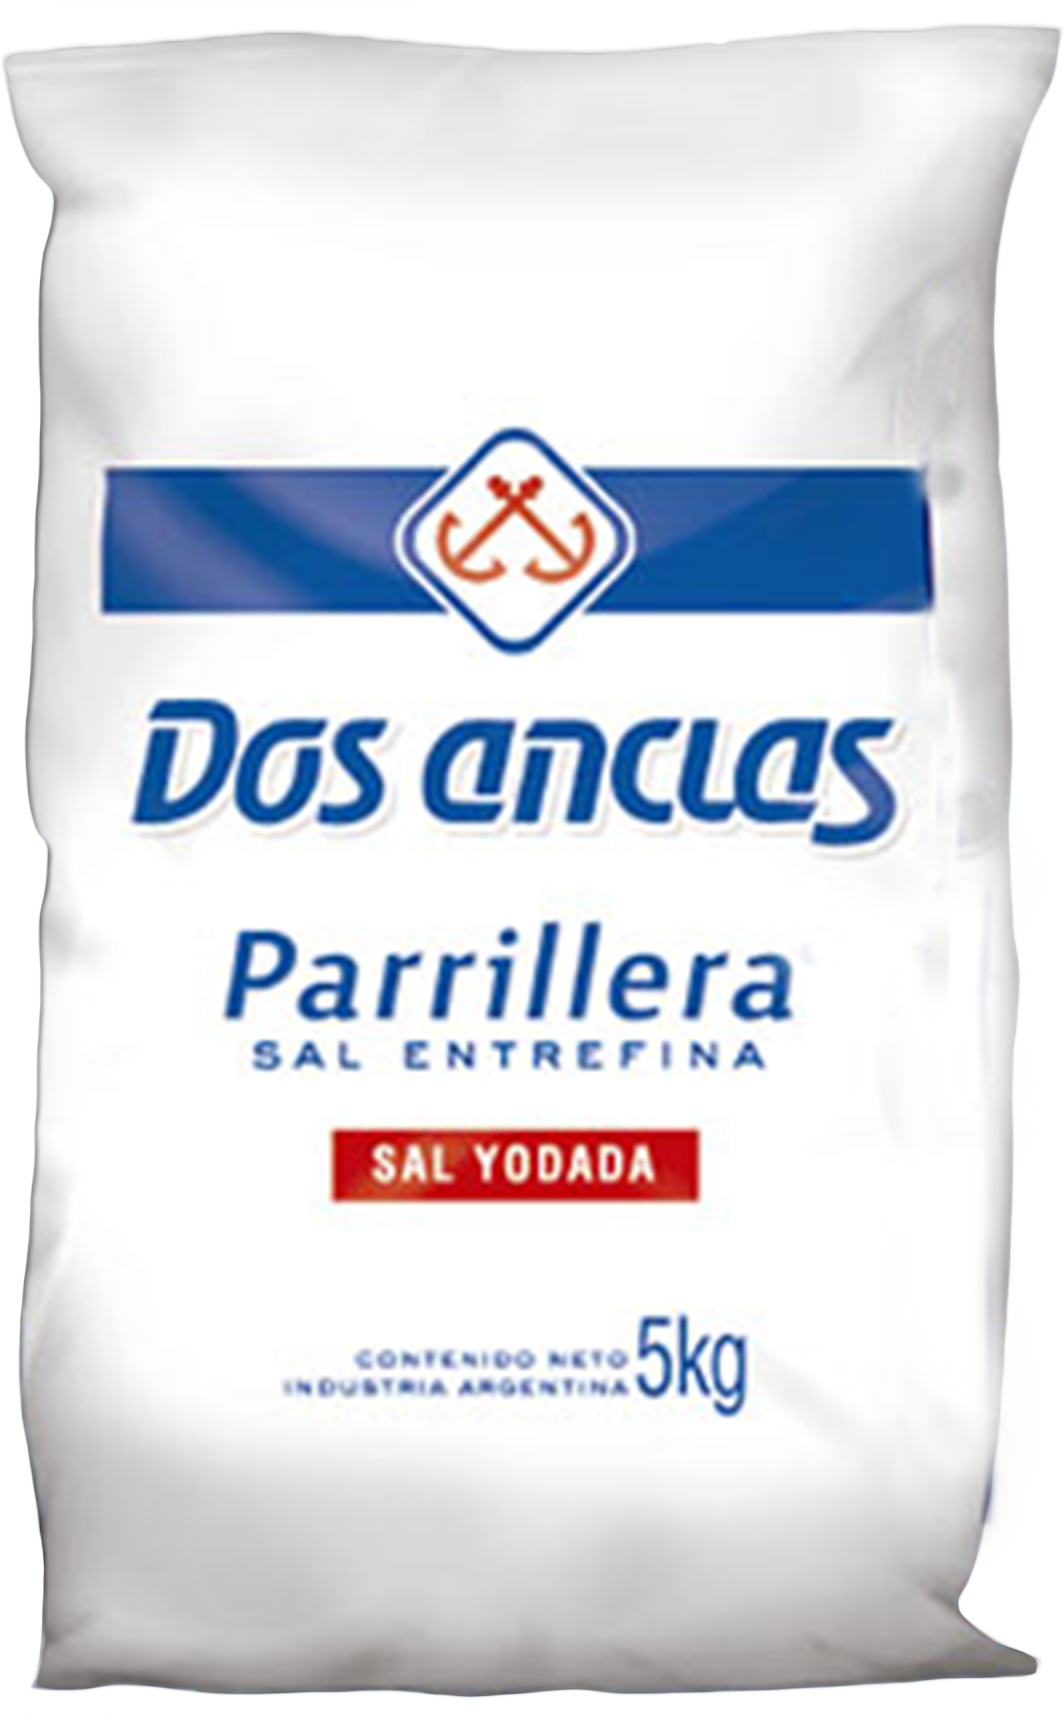 Dos anclas
Parrillera
SAL ENTREFINA
SAL YODADA
CONTENIDO NETO 5kg
INDUSTRIA ARGENTINA